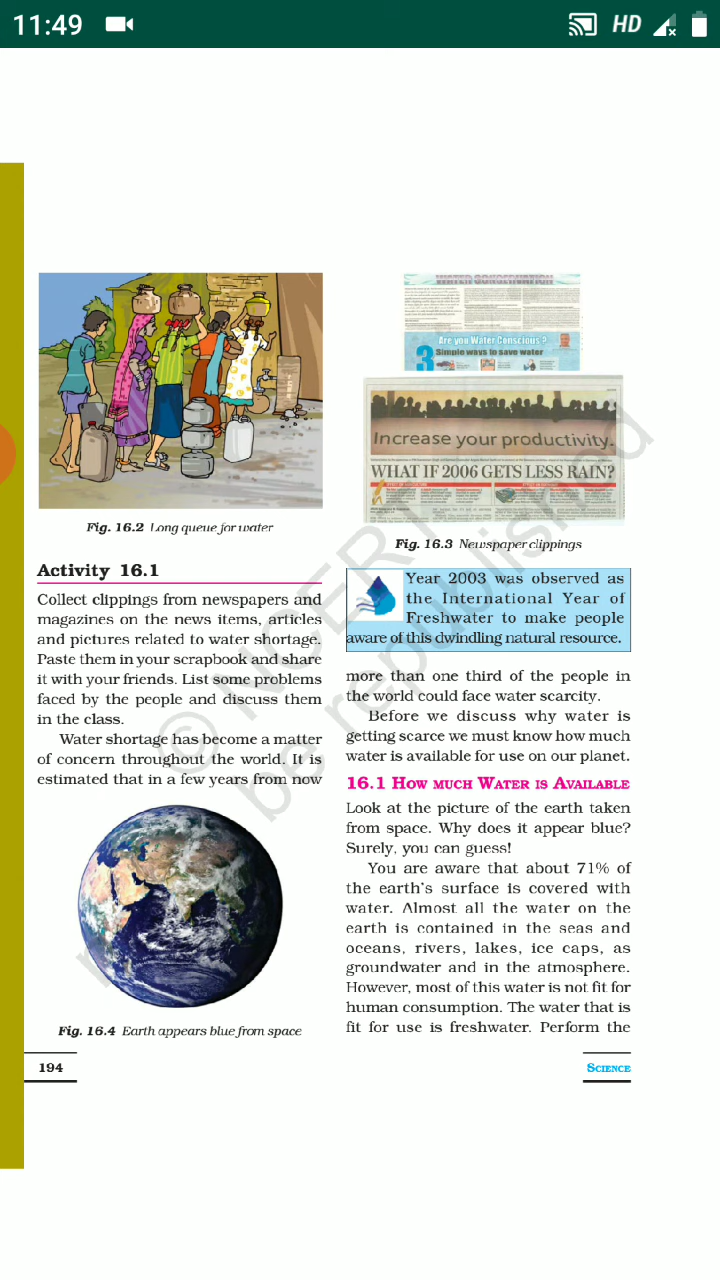 11:49
HD
Fig. 16.2 Long queue for water
Activity 16.1
Collect clippings from newspapers and
magazines on the news items, articles
and pictures related to water shortage.
Paste them in your scrapbook and share
it with your friends. List some problems
faced by the people and discuss them
in the class.
Water shortage has become a matter
of concern throughout the world. It is
estimated that in a few years from now
Fig. 16.4 Earth appears blue from space
WATER CONSERVATION
Are you Water Conscious?
3 Simple ways to save water
Increase your productivity.
WHAT IF 2006 GETS LESS RAIN?
Fig. 16.3 Newspaper clippings
Year 2003 was observed as
the International Year of
Freshwater to make people
aware of this dwindling natural resource.
more than one third of the people in
the world could face water scarcity.
Before we discuss why water is
getting scarce we must know how much
water is available for use on our planet.
16.1 HOW MUCH WATER IS AVAILABLE
Look at the picture of the earth taken
from space. Why does it appear blue?
Surely, you can guess!
You are aware that about 71% of
the earth's surface is covered with
water. Almost all the water on the
earth is contained in the seas and
oceans, rivers, lakes, ice caps, as
groundwater and in the atmosphere.
However, most of this water is not fit for
human consumption. The water that is
fit for use is freshwater. Perform the
194
SCIENCE
© NCERT
be republished